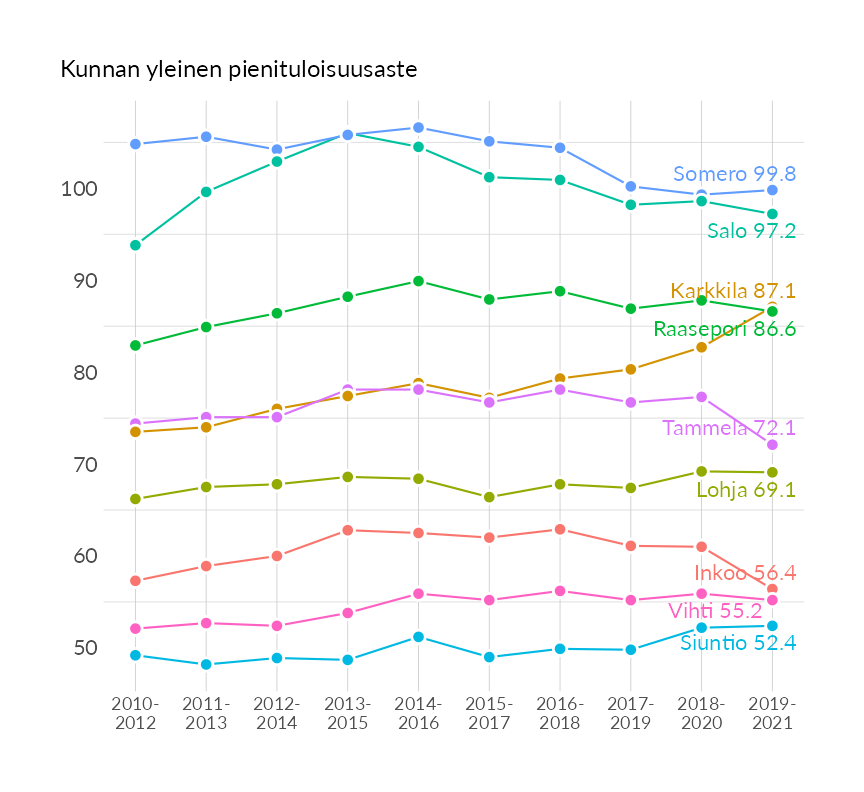 Kunnan yleinen pienituloisuusaste
100
90
80
70
60
50
Somero 99.8
Salo 97.2
Karkkila 87.1
Raasepori 86.6
Tammela 72.1
Lohja 69.1
Inkoo 56.4
Vihti 55.2
Siuntio 52.4
2010- 2011- 2012- 2013- 2014- 2015- 2016- 2017- 2018- 2019-
2012 2013 2014 2015 2016 2017 2018 2019 2020 2021